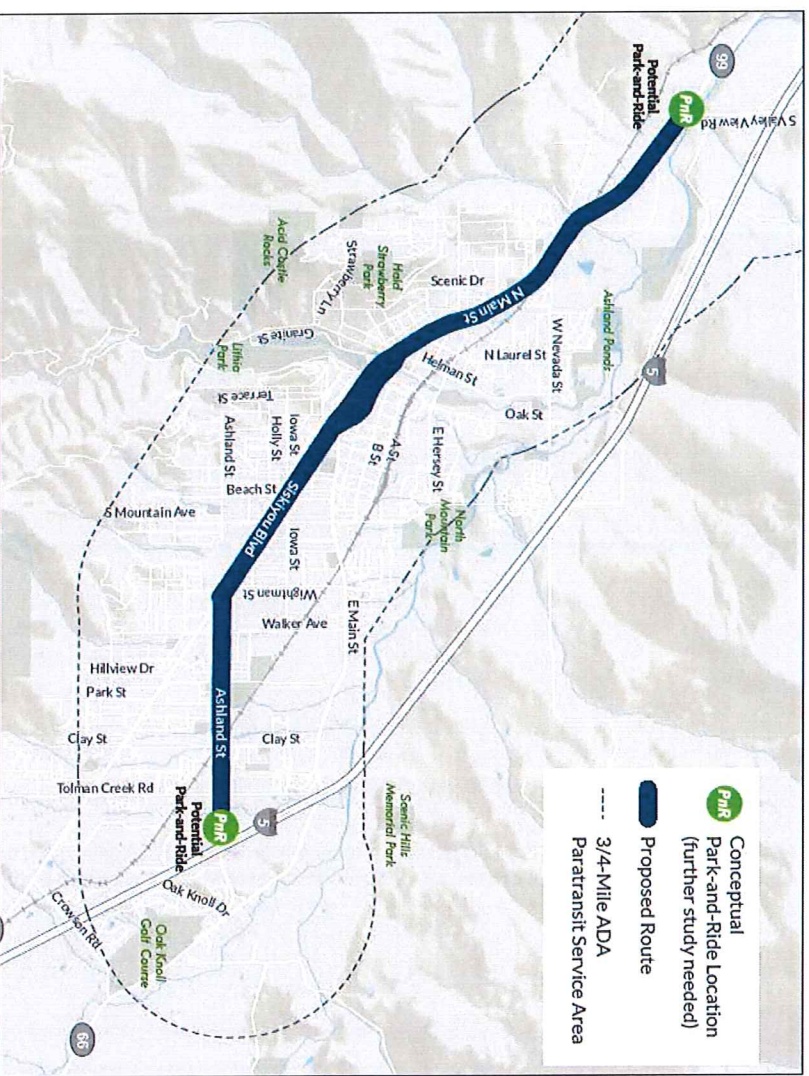 PnR
Conceptual
Park-and-Ride Location
(further study needed)
Proposed Route
3/4-Mile ADA
Paratransit Service Area
99
S Valley View Rd
PnR
Potential
Park-and-Ride
Acid Castle
Rocks
Strawberry Ln
Hald
Strawberry
Park
Scenic Dr
N Main St
Ashland Ponds
W Nevada St
N Laurel St
Granite St
Lithia
Park
Helman St
5
Oak St
Terrace St
Ashland St
Holly St
Iowa St
B St
A St
E Hersey St
North
Mountain
Park
Beach St
Siskiyou Blvd
S Mountain Ave
Iowa St
Wightman St
Walker Ave
E Main St
Hillview Dr
Park St
Ashland St
Clay St
Clay St
Tolman Creek Rd
Potential
Park-and-Ride
PnR
5
Scenic Hills
Memorial Park
Oak Knoll Dr
Crowson Rd
Oak Knoll
Golf Course
66